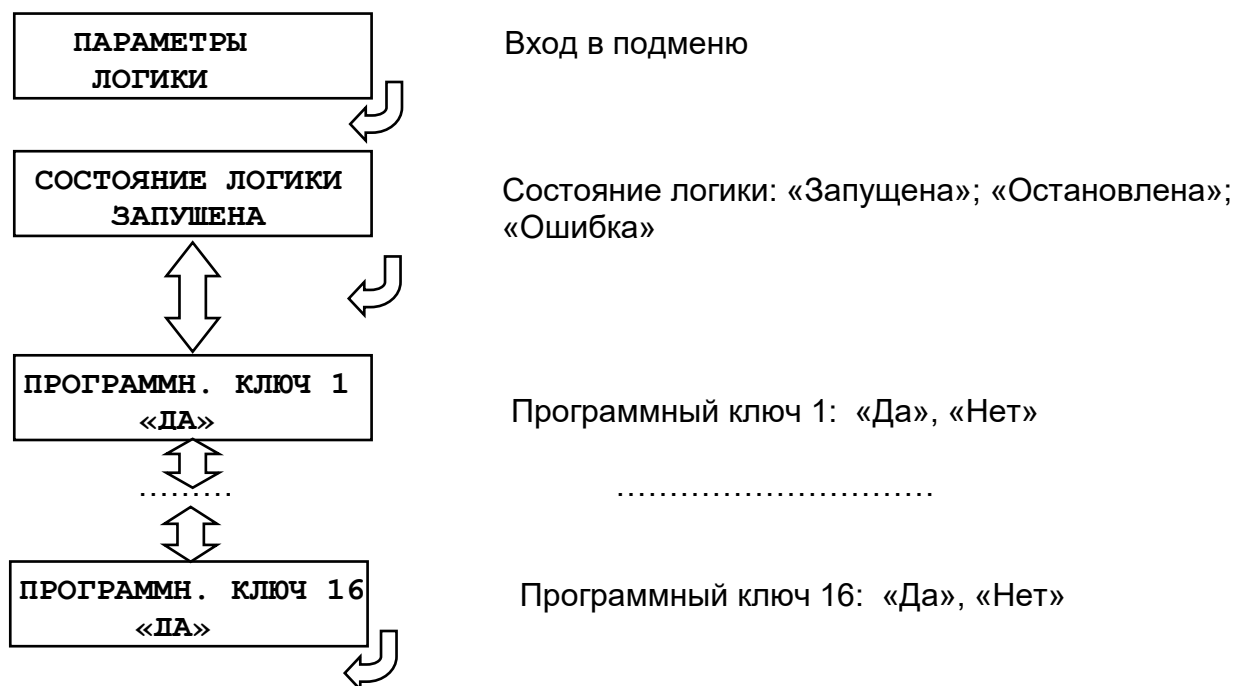 ПАРАМЕТРЫ
ЛОГИКИ
Вход в подменю
СОСТОЯНИЕ ЛОГИКИ
ЗАПУШЕНА
Состояние логики: «Запущена»; «Остановлена»;
«Ошибка»
ПРОГРАММН. КЛЮЧ 1
«ДА»
Программный ключ 1: «Да», «Нет»
………
…………………………
ПРОГРАММН. КЛЮЧ 16
«ДА»
Программный ключ 16: «Да», «Нет»